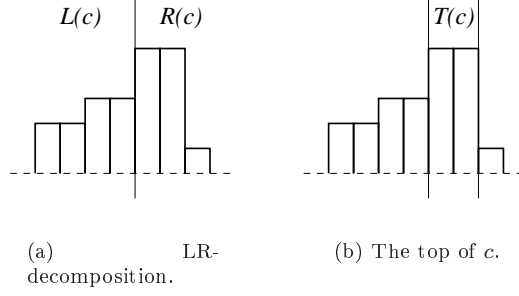 L(c) R(c) T(c)
(a) LR-
decomposition.
(b) The top of c.